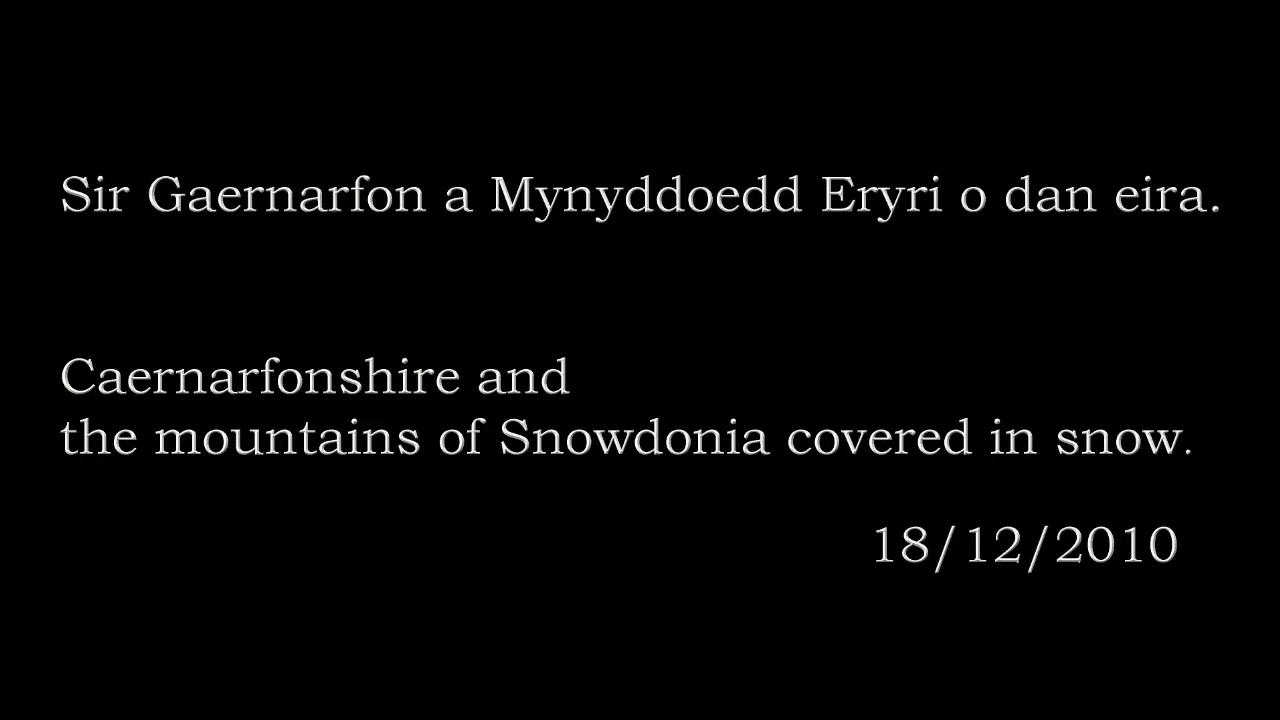 Sir Gaernarfon a Mynyddoedd Eryri o dan eira.
Caernarfonshire and
the mountains of Snowdonia covered in snow.
18/12/2010